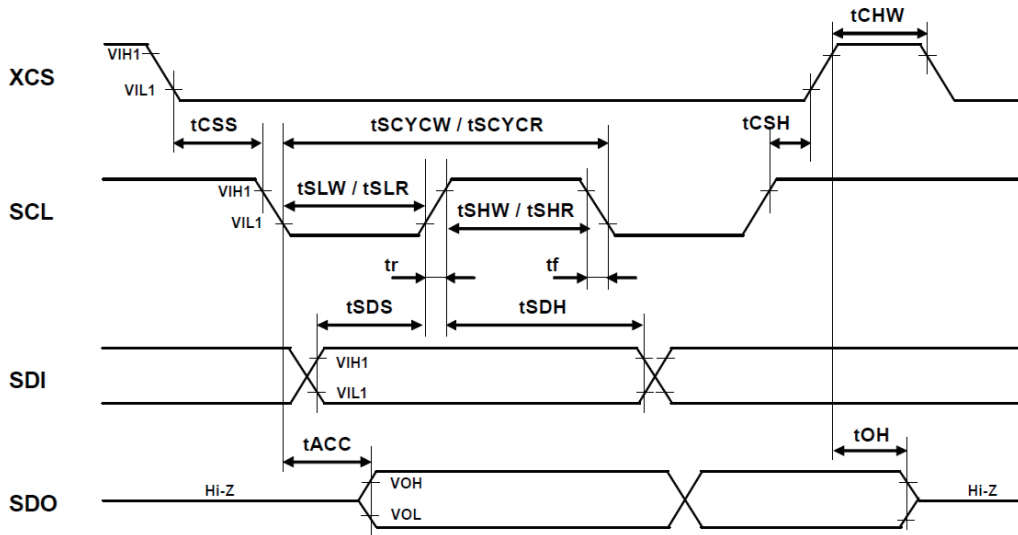 tCHW
VIH1
XCS
VIL1
tCSS
tSCYCW / tSCYCR
tCSH
VIH1
tSLW / tSLR
SCL
tSHW / tSHR
VIL1
tr
tf
tSDS
tSDH
VIH1
SDI
VIL1
tACC
tOH
Hi-Z
VOH
Hi-Z
SDO
VOL